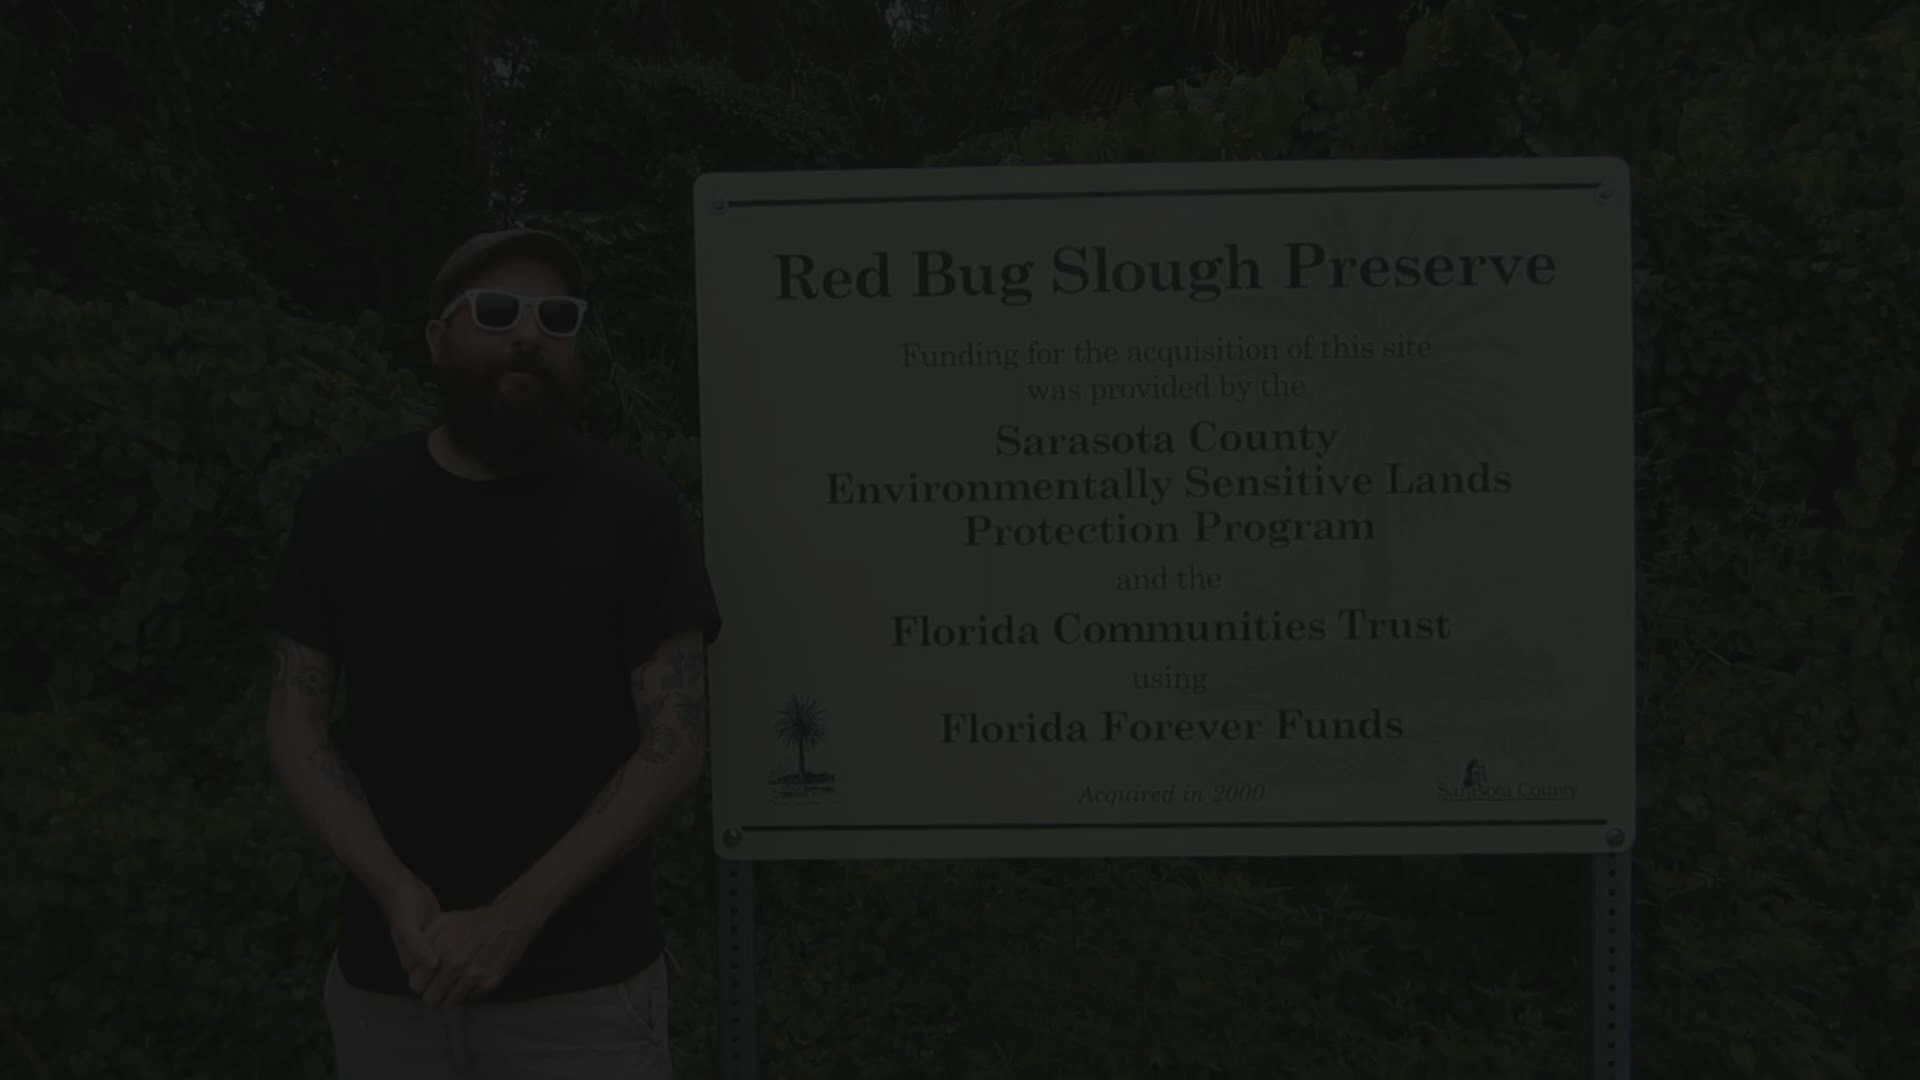 Red Bug Slough Preserve
Funding for the acquisition of this site
was provided by the
Sarasota County
Environmentally Sensitive Lands
Protection Program
and the
Florida Communities Trust
using
Florida Forever Funds
Acquired in 2000
Sarasota County